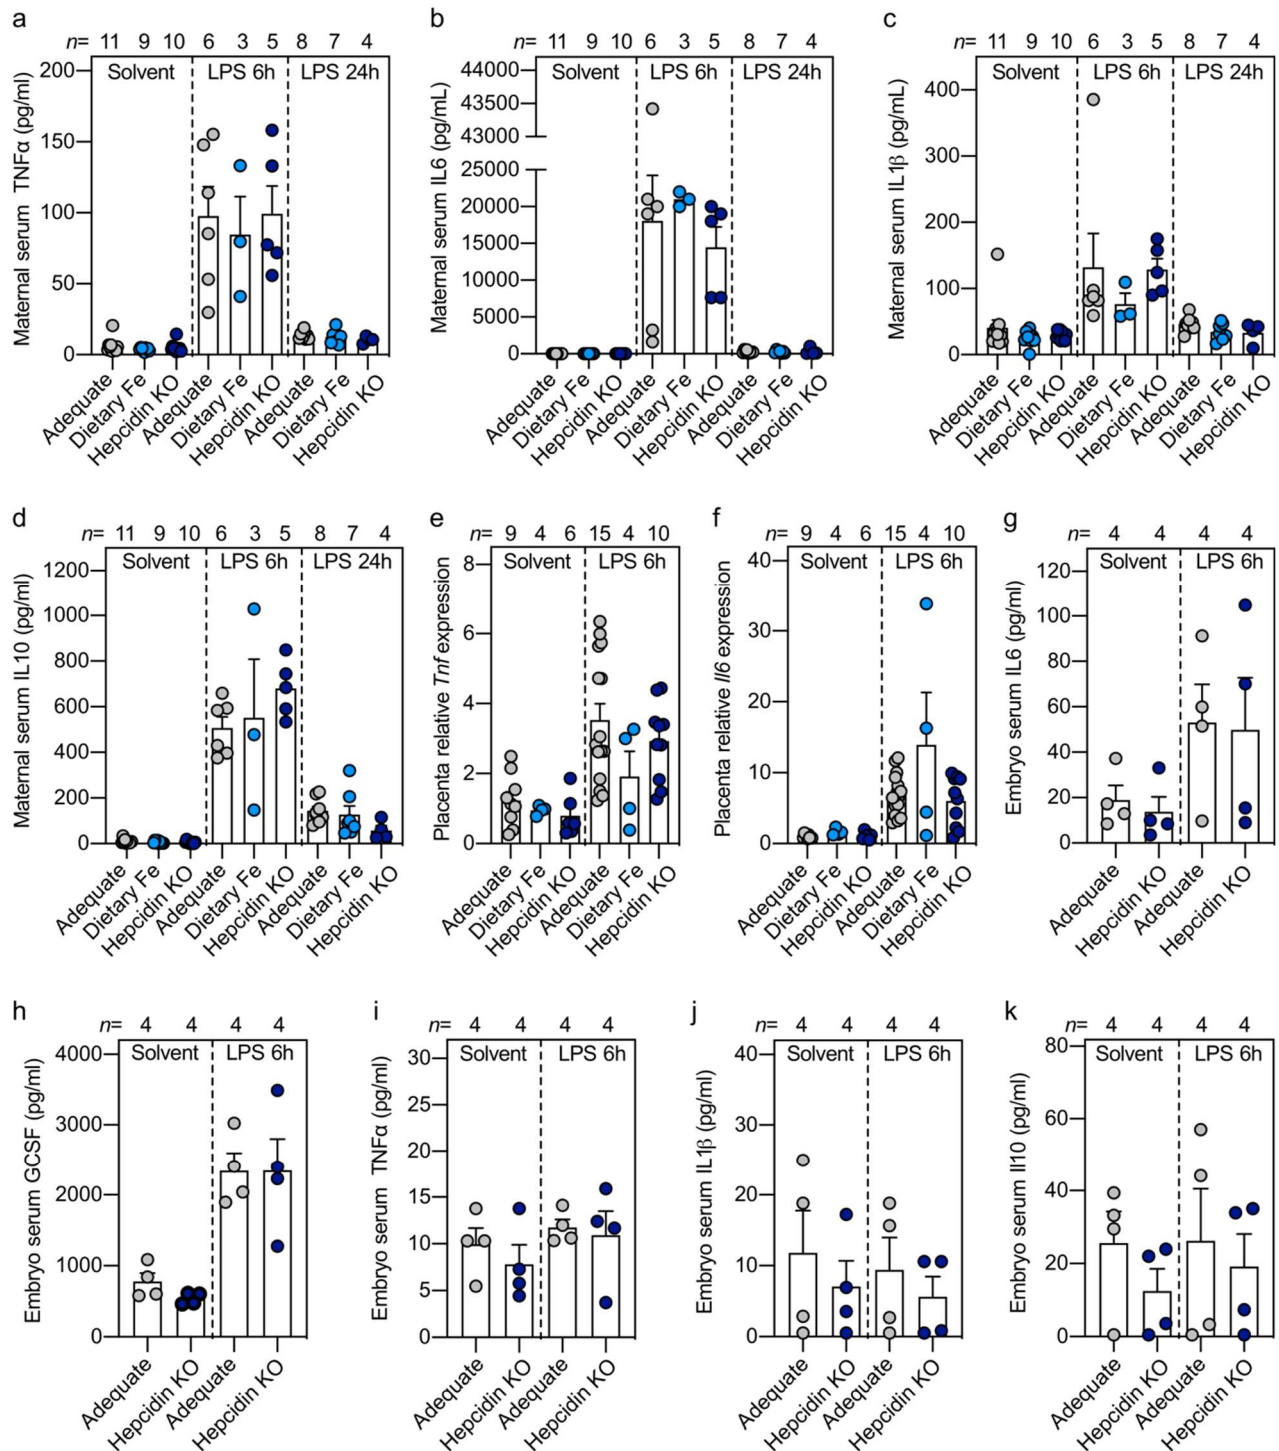 a
n= 11 9 10 6 3 5 8 7 4
Solvent LPS 6h LPS 24h
Maternal serum TNFα (pg/ml)
200
150
100
50
0
Adequate
Dietary Fe
Hepcidin KO
Adequate
Dietary Fe
Hepcidin KO
Adequate
Dietary Fe
Hepcidin KO
b
n= 11 9 10 6 3 5 8 7 4
Solvent LPS 6h LPS 24h
Maternal serum IL6 (pg/mL)
44000
43500
43000
25000
20000
15000
10000
5000
0
Adequate
Dietary Fe
Hepcidin KO
Adequate
Dietary Fe
Hepcidin KO
Adequate
Dietary Fe
Hepcidin KO
c
n= 11 9 10 6 3 5 8 7 4
Solvent LPS 6h LPS 24h
Maternal serum IL1β (pg/mL)
400
300
200
100
0
Adequate
Dietary Fe
Hepcidin KO
Adequate
Dietary Fe
Hepcidin KO
Adequate
Dietary Fe
Hepcidin KO
d
n= 11 9 10 6 3 5 8 7 4
Solvent LPS 6h LPS 24h
Maternal serum IL10 (pg/ml)
1200
1000
800
600
400
200
0
Adequate
Dietary Fe
Hepcidin KO
Adequate
Dietary Fe
Hepcidin KO
Adequate
Dietary Fe
Hepcidin KO
e
n= 9 4 6 15 4 10
Solvent LPS 6h
Placenta relative Tnf expression
8
6
4
2
0
Adequate
Dietary Fe
Hepcidin KO
Adequate
Dietary Fe
Hepcidin KO
f
n= 9 4 6 15 4 10
Solvent LPS 6h
Placenta relative Il6 expression
40
30
20
10
0
Adequate
Dietary Fe
Hepcidin KO
Adequate
Dietary Fe
Hepcidin KO
g
n= 4 4 4 4
Solvent LPS 6h
Embryo serum IL6 (pg/ml)
120
100
80
60
40
20
0
Adequate
Hepcidin KO
Adequate
Hepcidin KO
h
n= 4 4 4 4
Solvent LPS 6h
Embryo serum GCSF (pg/ml)
4000
3000
2000
1000
0
Adequate
Hepcidin KO
Adequate
Hepcidin KO
i
n= 4 4 4 4
Solvent LPS 6h
Embryo serum TNFα (pg/ml)
30
25
20
15
10
5
0
Adequate
Hepcidin KO
Adequate
Hepcidin KO
j
n= 4 4 4 4
Solvent LPS 6h
Embryo serum IL1β (pg/ml)
40
30
20
10
0
Adequate
Hepcidin KO
Adequate
Hepcidin KO
k
n= 4 4 4 4
Solvent LPS 6h
Embryo serum Il10 (pg/ml)
80
60
40
20
0
Adequate
Hepcidin KO
Adequate
Hepcidin KO